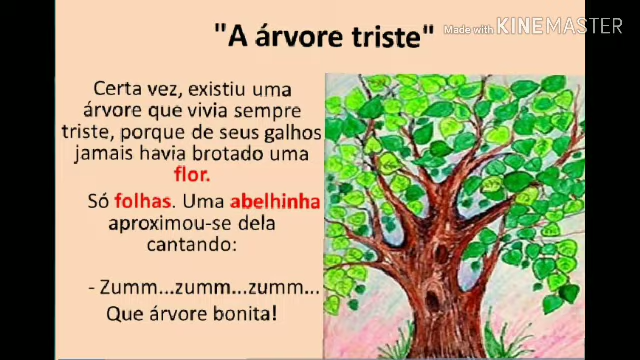 "A árvore triste"
Made with KINEMASTER
Certa vez, existiu uma
árvore que vivia sempre
triste, porque de seus galhos
jamais havia brotado uma
flor.
Só folhas. Uma abelhinha
aproximou-se dela
cantando:
- Zumm...zumm...zumm...
Que árvore bonita!